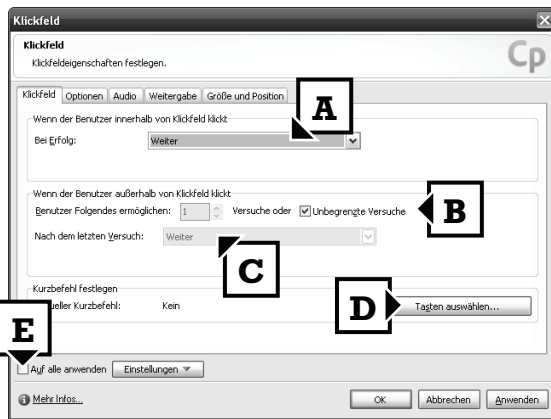 Klickfeld
Klickfeld
Klickfeldeigenschaften festlegen.
Cp
Klickfeld Optionen Audio Weitergabe Größe und Position
A
Wenn der Benutzer innerhalb von Klickfeld klickt
Bei Erfolg: Weiter
Wenn der Benutzer außerhalb von Klickfeld klickt
Benutzer Folgendes ermöglichen: 1 Versuche oder Unbegrenzte Versuche
B
Nach dem letzten Versuch: Weiter
C
Kurzbefehl festlegen
ueller Kurzbefehl: Kein
D
Tasten auswählen...
E
Auf alle anwenden Einstellungen
Mehr Infos... OK Abbrechen Anwenden